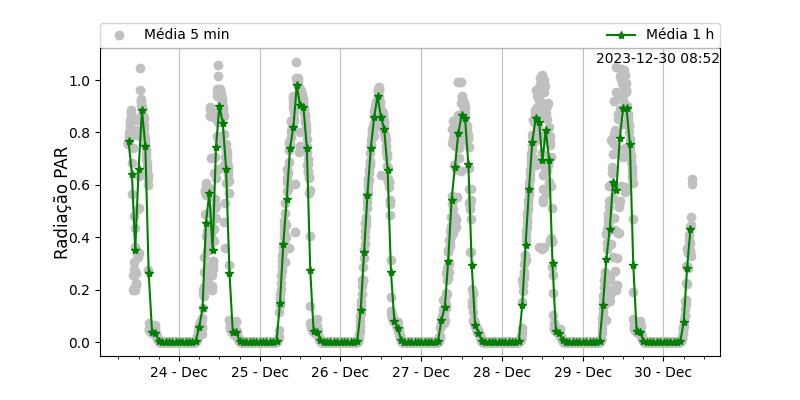 Média 5 min
Média 1 h
2023-12-30 08:52
Radiação PAR
1.0
0.8
0.6
0.4
0.2
0.0
24 - Dec
25 - Dec
26 - Dec
27 - Dec
28 - Dec
29 - Dec
30 - Dec